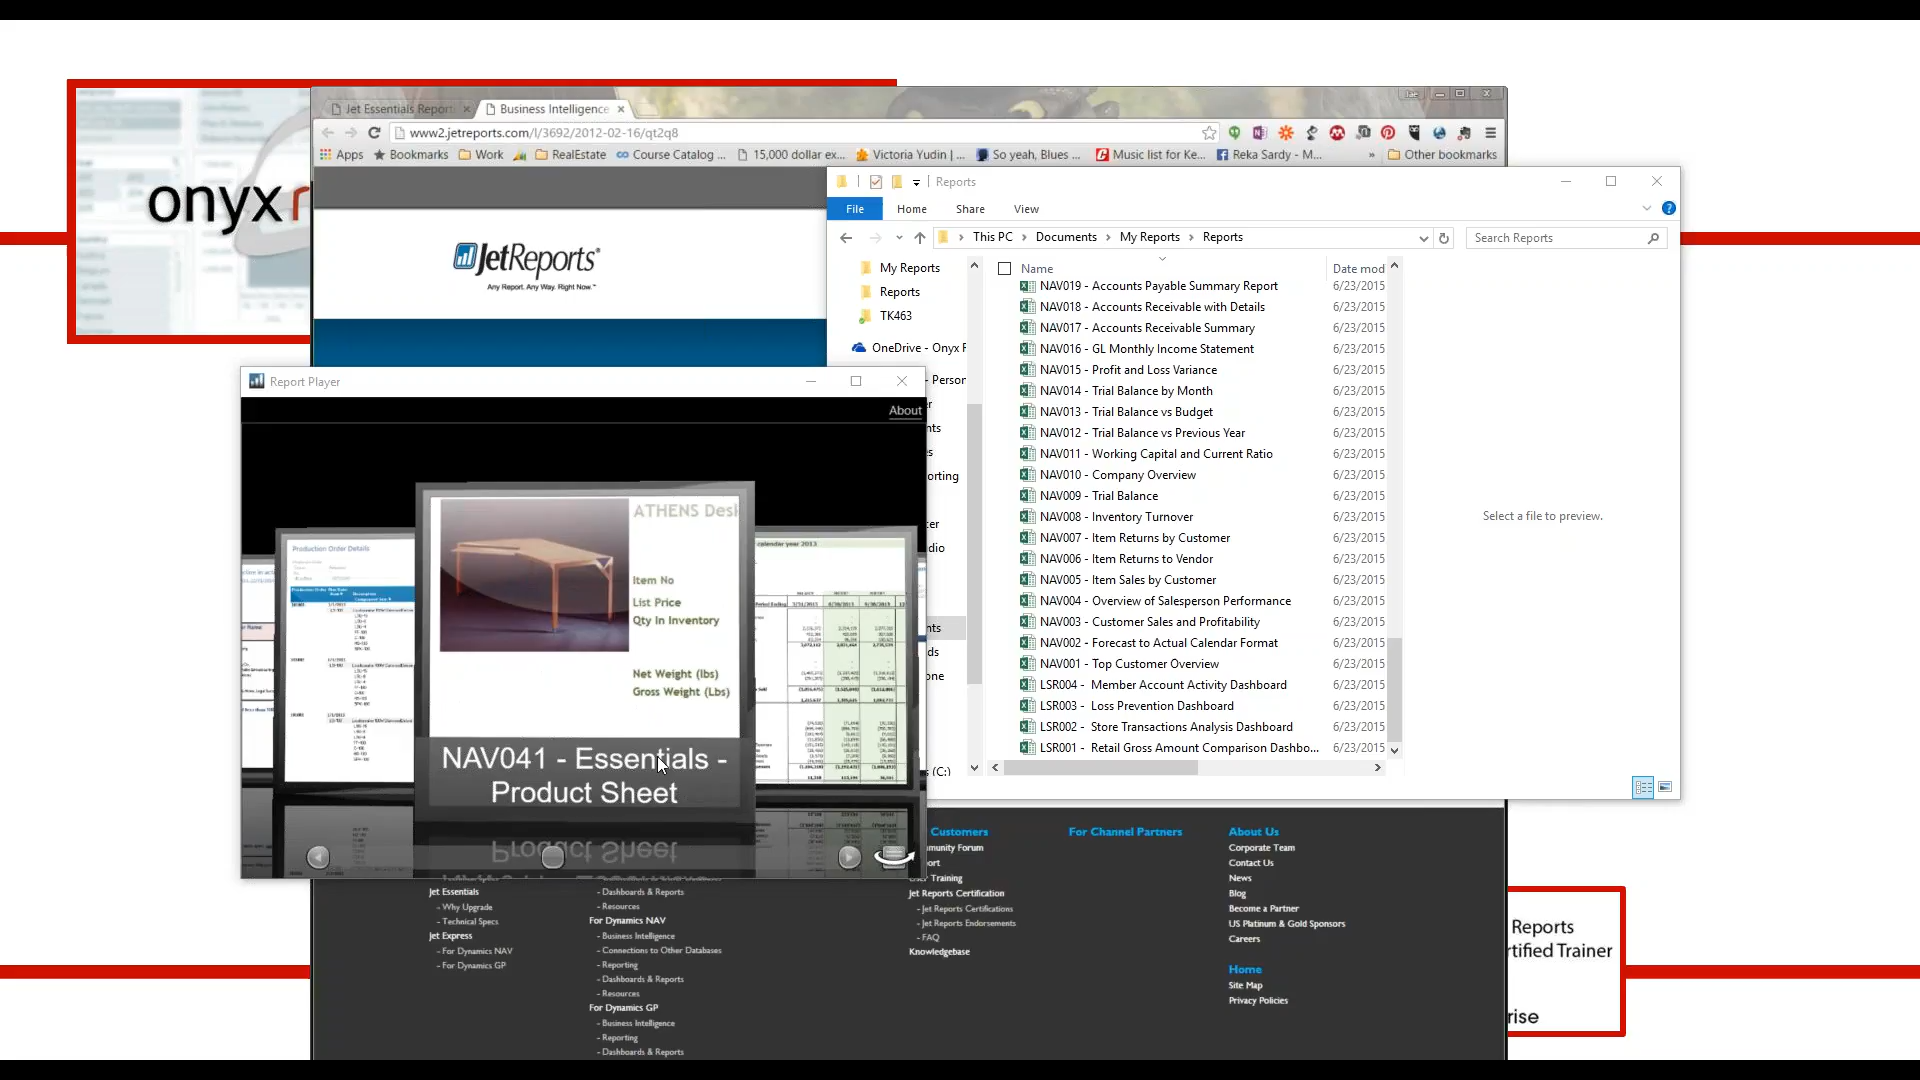 onyx
Jet Essentials Report
Business Intelligence
www2.jetreports.com/l/3692/2012-02-16/qt2q8
Apps
Bookmarks
Work
RealEstate
Course Catalog ...
15,000 dollar ex...
Victoria Yudin | ...
So yeah, Blues ...
Music list for Ke...
Reka Sardy - M...
»
Other bookmarks
JetReports®
Any Report. Any Way. Right Now.™
Reports
File
Home
Share
View
This PC > Documents > My Reports > Reports
Search Reports
My Reports
Reports
TK463
OneDrive - Onyx
- Person
Name
Date mod
NAV019 - Accounts Payable Summary Report 6/23/2015
NAV018 - Accounts Receivable with Details 6/23/2015
NAV017 - Accounts Receivable Summary 6/23/2015
NAV016 - GL Monthly Income Statement 6/23/2015
NAV015 - Profit and Loss Variance 6/23/2015
NAV014 - Trial Balance by Month 6/23/2015
NAV013 - Trial Balance vs Budget 6/23/2015
NAV012 - Trial Balance vs Previous Year 6/23/2015
NAV011 - Working Capital and Current Ratio 6/23/2015
NAV010 - Company Overview 6/23/2015
NAV009 - Trial Balance 6/23/2015
NAV008 - Inventory Turnover 6/23/2015
NAV007 - Item Returns by Customer 6/23/2015
NAV006 - Item Returns to Vendor 6/23/2015
NAV005 - Item Sales by Customer 6/23/2015
NAV004 - Overview of Salesperson Performance 6/23/2015
NAV003 - Customer Sales and Profitability 6/23/2015
NAV002 - Forecast to Actual Calendar Format 6/23/2015
NAV001 - Top Customer Overview 6/23/2015
LSR004 - Member Account Activity Dashboard 6/23/2015
LSR003 - Loss Prevention Dashboard 6/23/2015
LSR002 - Store Transactions Analysis Dashboard 6/23/2015
LSR001 - Retail Gross Amount Comparison Dashbo... 6/23/2015
Select a file to preview.
s (C:)
Report Player
About
Production Order Details
ATHENS Desk
Item No
List Price
Qty In Inventory
Net Weight (lbs)
Gross Weight (Lbs)
calendar year 2013
NAV041 - Essentials -
Product Sheet
Jet Essentials
- Why Upgrade
- Technical Specs
Jet Express
- For Dynamics NAV
- For Dynamics GP
- Dashboards & Reports
- Resources
For Dynamics NAV
- Business Intelligence
- Connections to Other Databases
- Reporting
- Dashboards & Reports
- Resources
For Dynamics GP
- Business Intelligence
- Reporting
- Dashboards & Reports
Customers
munity Forum
ort
Training
Jet Reports Certification
- Jet Reports Certifications
- Jet Reports Endorsements
- FAQ
Knowledgebase
For Channel Partners
About Us
Corporate Team
Contact Us
News
Blog
Become a Partner
US Platinum & Gold Sponsors
Careers
Home
Site Map
Privacy Policies
Reports
rtified Trainer
rise